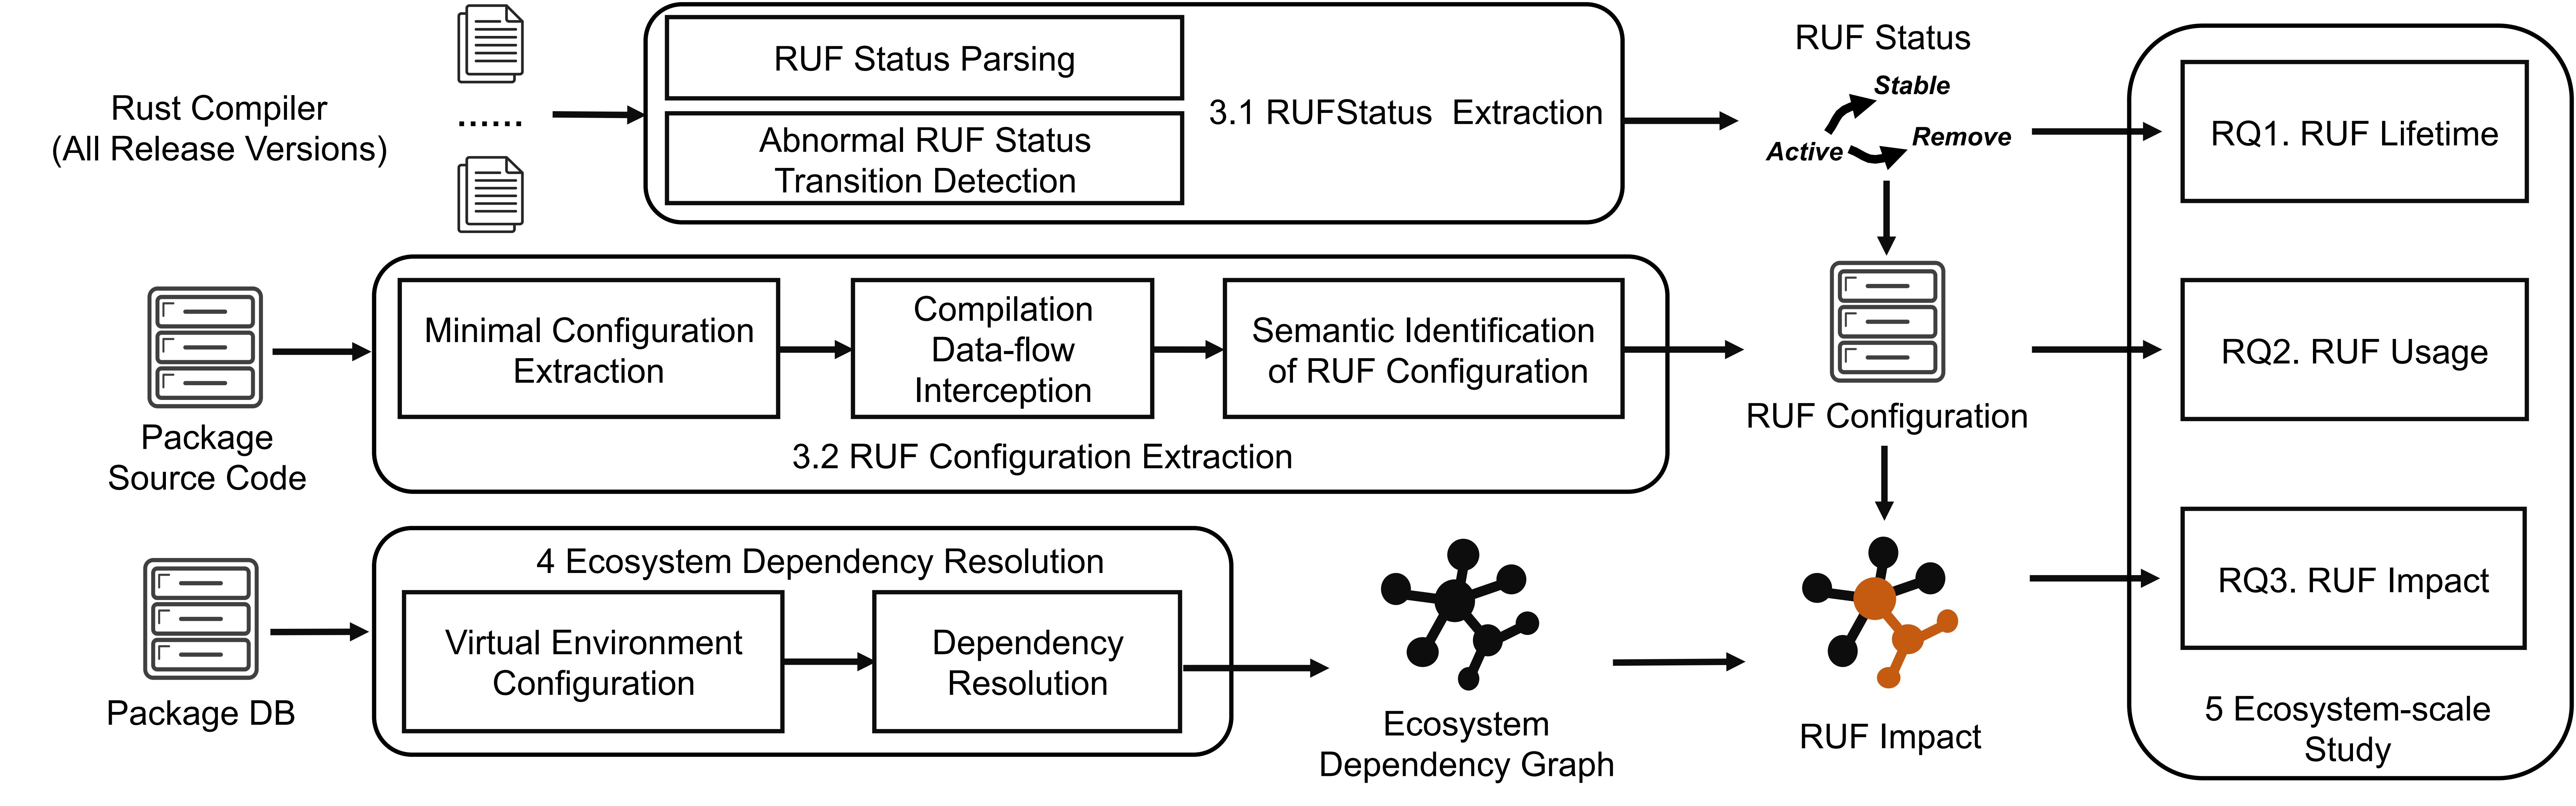 Rust Compiler
(All Release Versions)
......
RUF Status Parsing
Abnormal RUF Status
Transition Detection
3.1 RUFStatus Extraction
RUF Status
Stable
Active
Remove
RQ1. RUF Lifetime
Package
Source Code
Minimal Configuration
Extraction
Compilation
Data-flow
Interception
Semantic Identification
of RUF Configuration
3.2 RUF Configuration Extraction
RUF Configuration
RQ2. RUF Usage
Package DB
4 Ecosystem Dependency Resolution
Virtual Environment
Configuration
Dependency
Resolution
Ecosystem
Dependency Graph
RUF Impact
RQ3. RUF Impact
5 Ecosystem-scale
Study